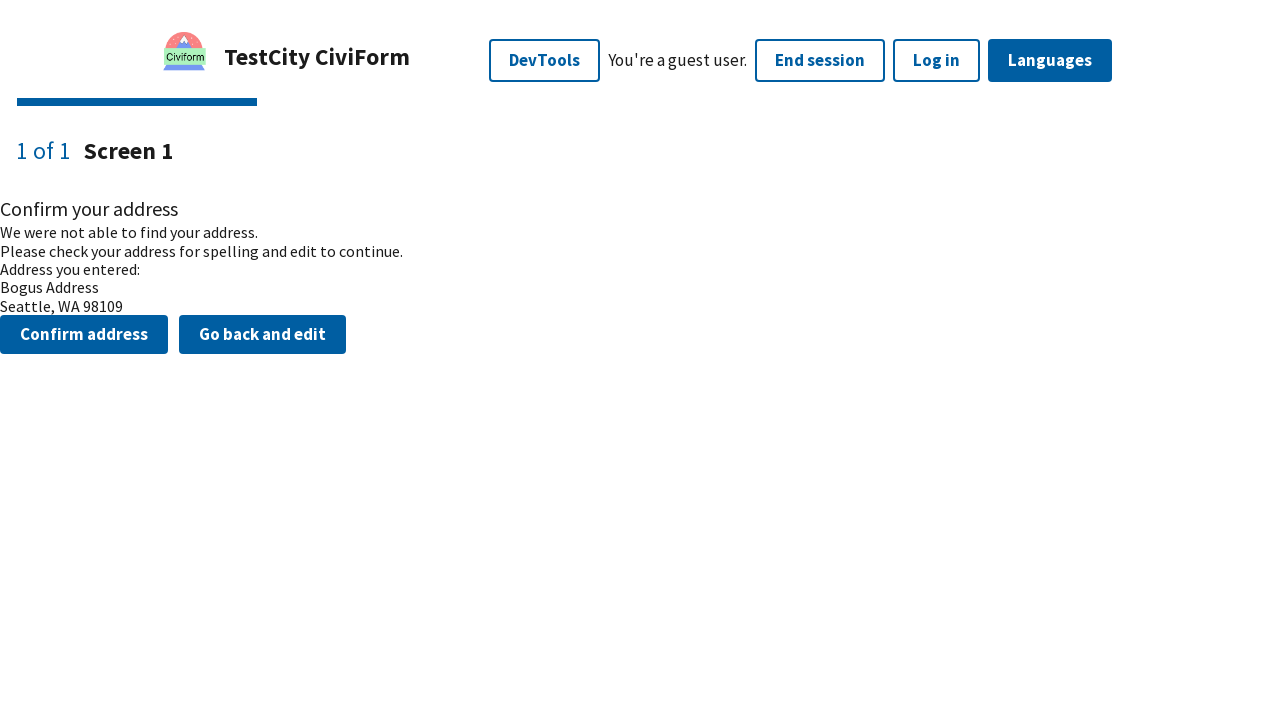 Civiform
TestCity CiviForm
DevTools
You're a guest user.
End session
Log in
Languages
1 of 1 Screen 1
Confirm your address
We were not able to find your address.
Please check your address for spelling and edit to continue.
Address you entered:
Bogus Address
Seattle, WA 98109
Confirm address
Go back and edit